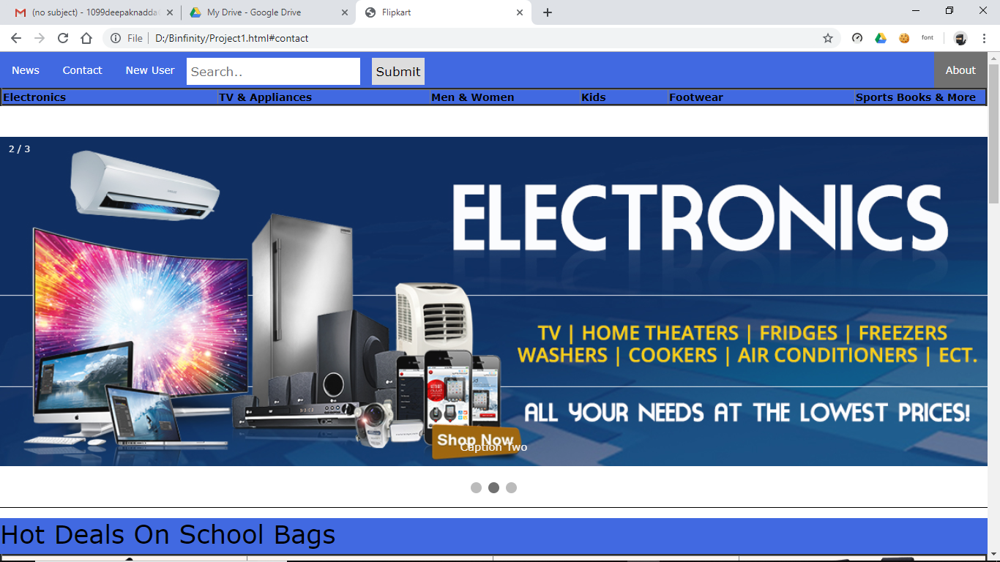 (no subject) - 1099deepaknadda
My Drive - Google Drive
Flipkart
File D:/Binfinity/Project1.html#contact
font
News Contact New User Search.. Submit About
Electronics TV & Appliances Men & Women Kids Footwear Sports Books & More
2 / 3
ELECTRONICS
TV | HOME THEATERS | FRIDGES | FREEZERS
WASHERS | COOKERS | AIR CONDITIONERS | ECT.
ALL YOUR NEEDS AT THE LOWEST PRICES!
Shop Now
Caption Two
Hot Deals On School Bags